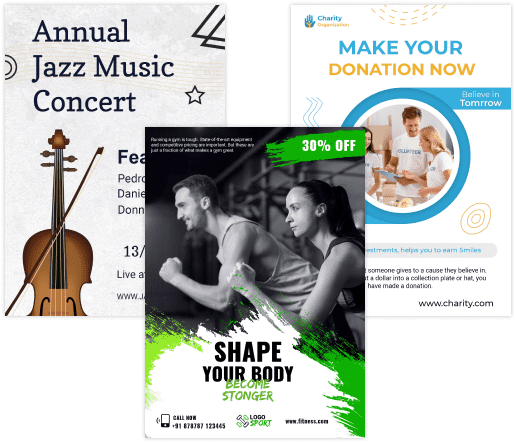 Annual
Jazz Music
Concert
Fea
Pedro
Danie
Donn
13/
Live at
WWW.JA
Charity
Organization
MAKE YOUR
DONATION NOW
Believe in
Tomrrow
VOLUNTEER
estments, helps you to earn Smiles
t someone gives to a cause they believe in.
t a dollar into a collection plate or hat, you
have made a donation.
www.charity.com
Running a gym is tough. State-of-the-art equipment
and competitive pricing are important. But these are
just a fraction of what makes a gym great.
30% OFF
SHAPE
YOUR BODY
BECOME
STONGER
CALL NOW
+91 878787 123445
LOGO
SPORT
www.fitness.com